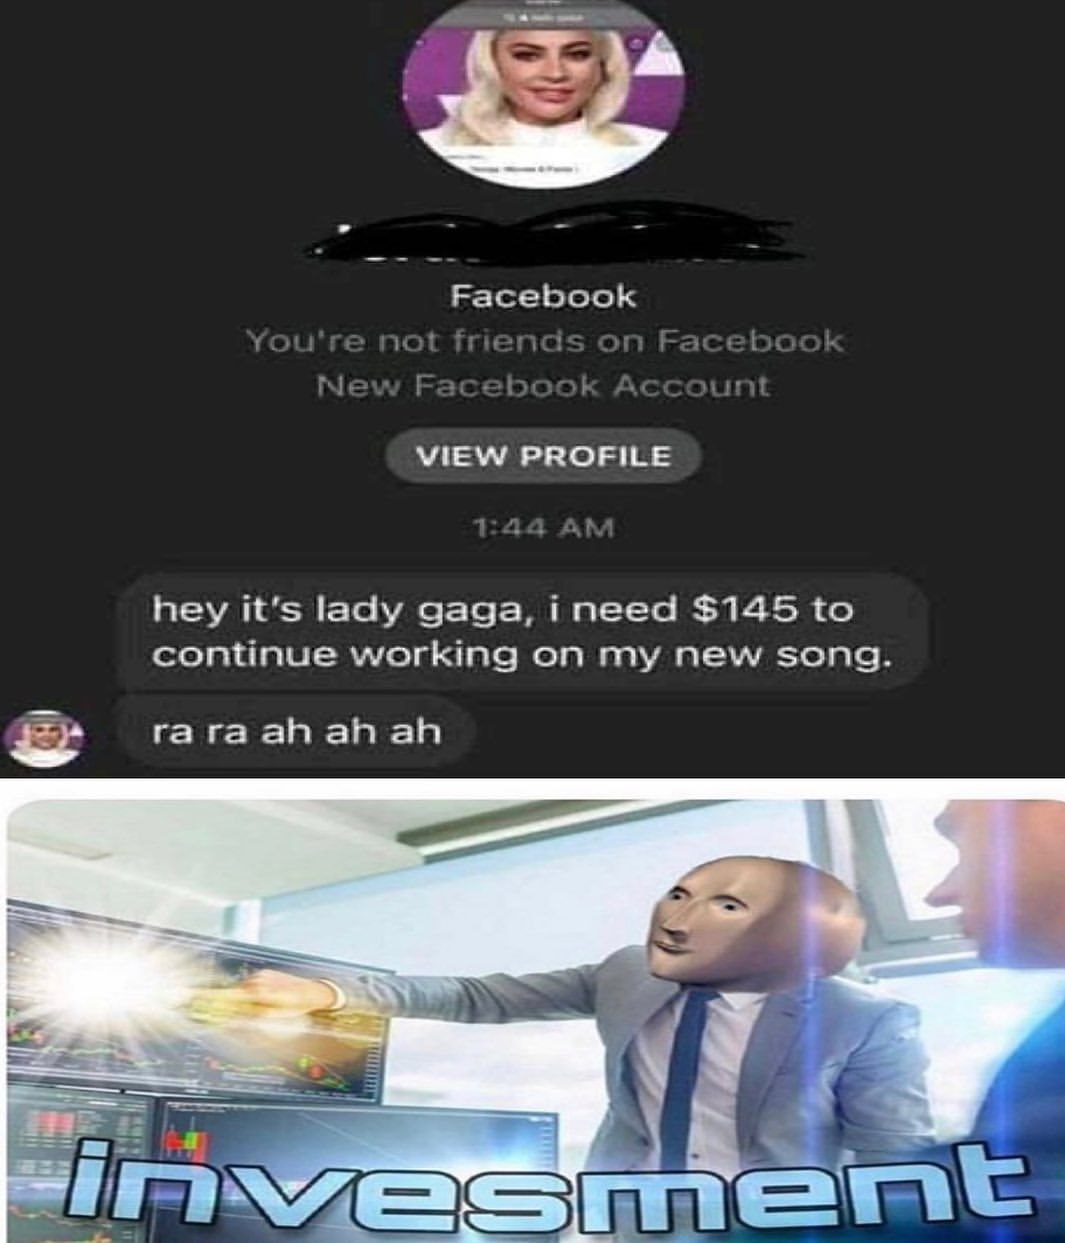 Facebook
You're not friends on Facebook
New Facebook Account
VIEW PROFILE
1:44 AM
hey it's lady gaga, i need $145 to
continue working on my new song.
ra ra ah ah ah
invesment